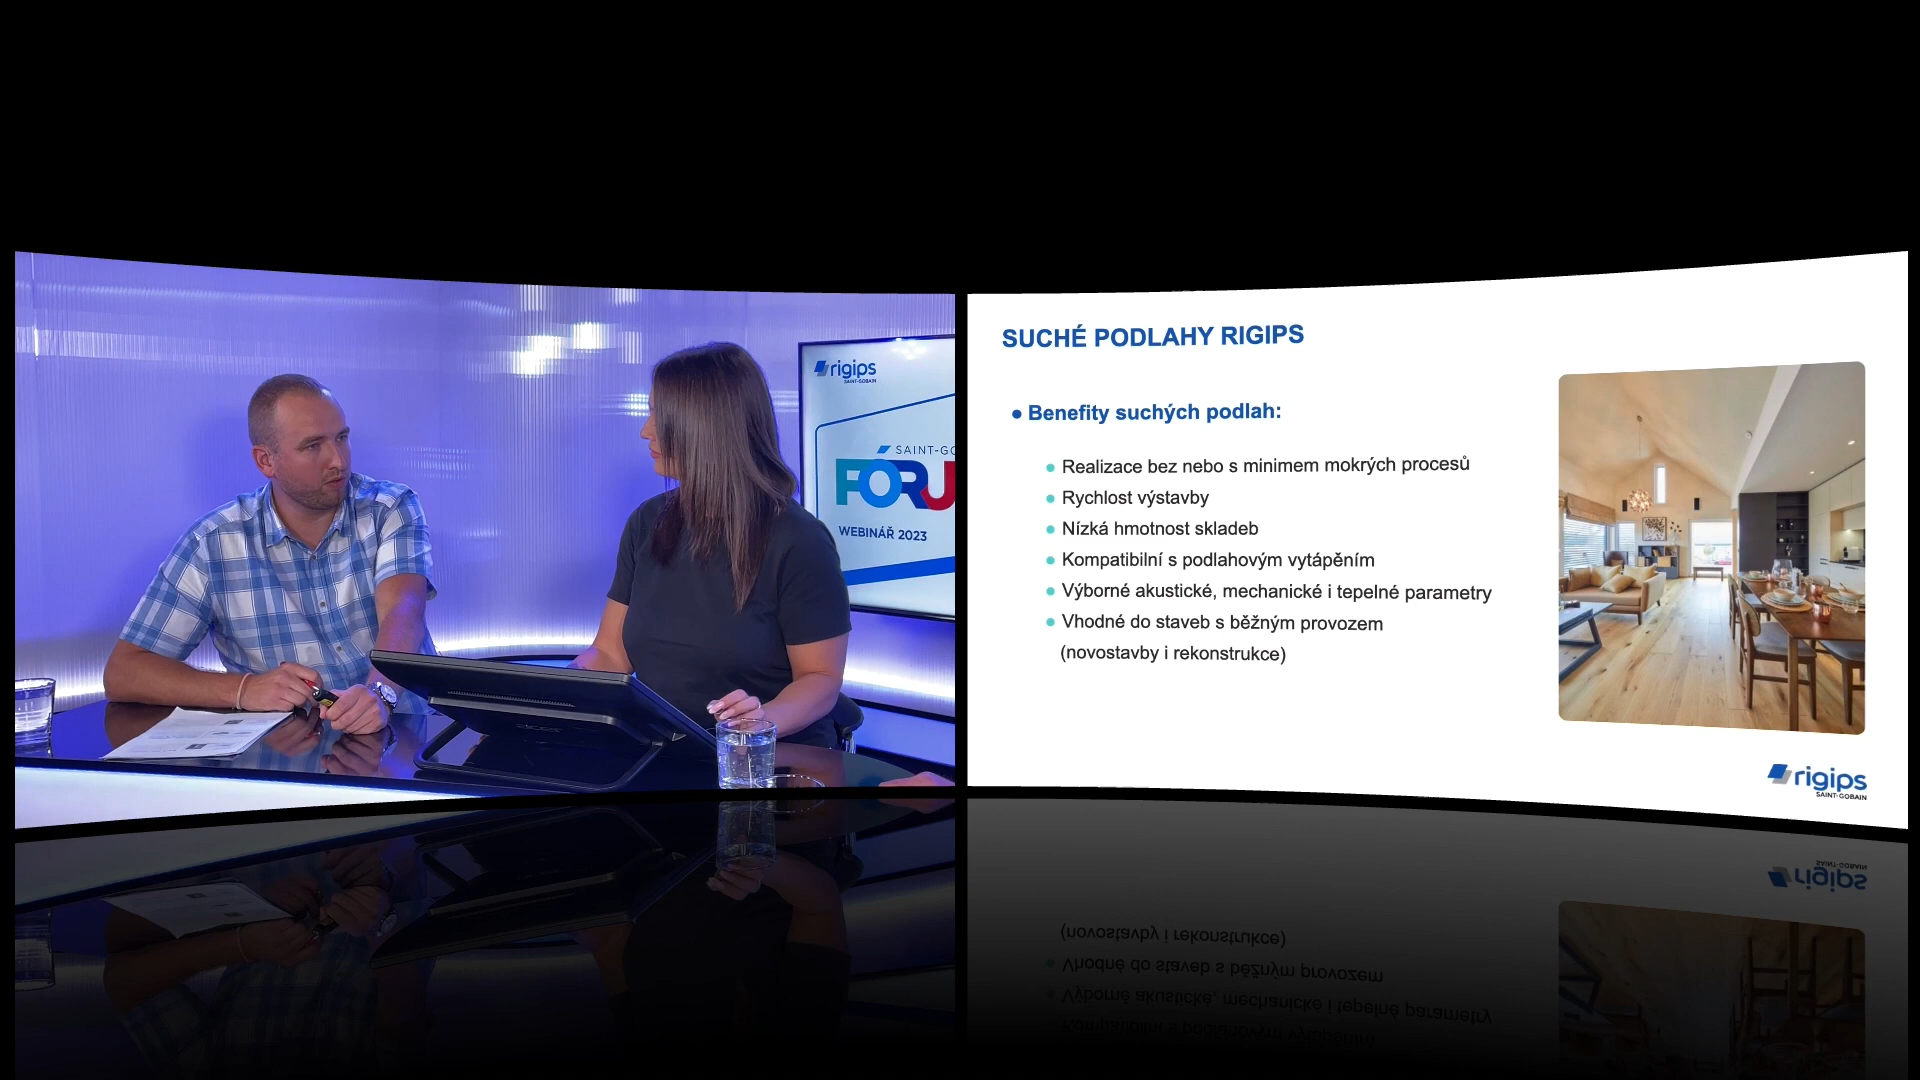 rigips
SAINT-GOBAIN
SAINT-GO
FÓRU
WEBINÁŘ 2023
SUCHÉ PODLAHY RIGIPS
• Benefity suchých podlah:
• Realizace bez nebo s minimem mokrých procesů
• Rychlost výstavby
• Nízká hmotnost skladeb
• Kompatibilní s podlahovým vytápěním
• Výborné akustické, mechanické i tepelné parametry
• Vhodné do staveb s běžným provozem
(novostavby i rekonstrukce)
rigips
SAINT-GOBAIN